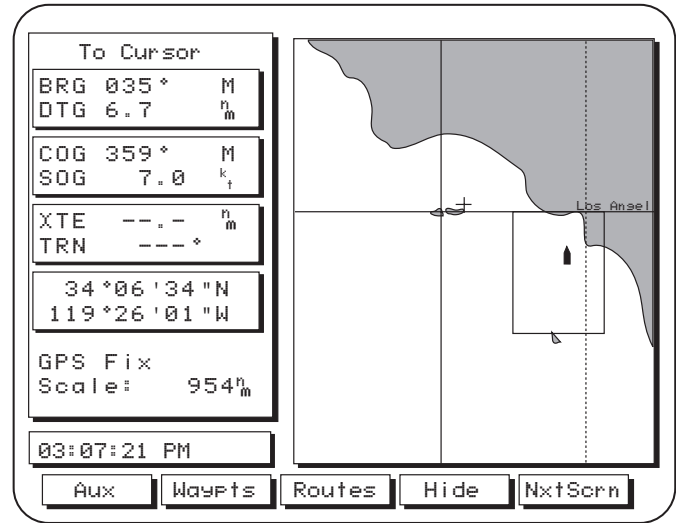 To Cursor
BRG 035° M
DTG 6.7 nm
COG 359° M
SOG 7.0 kt
XTE --.- nm
TRN ---°
34°06'34"N
119°26'01"W
GPS Fix
Scale: 954nm
03:07:21 PM
Los Angel
Aux Waypts Routes Hide NxtScrn